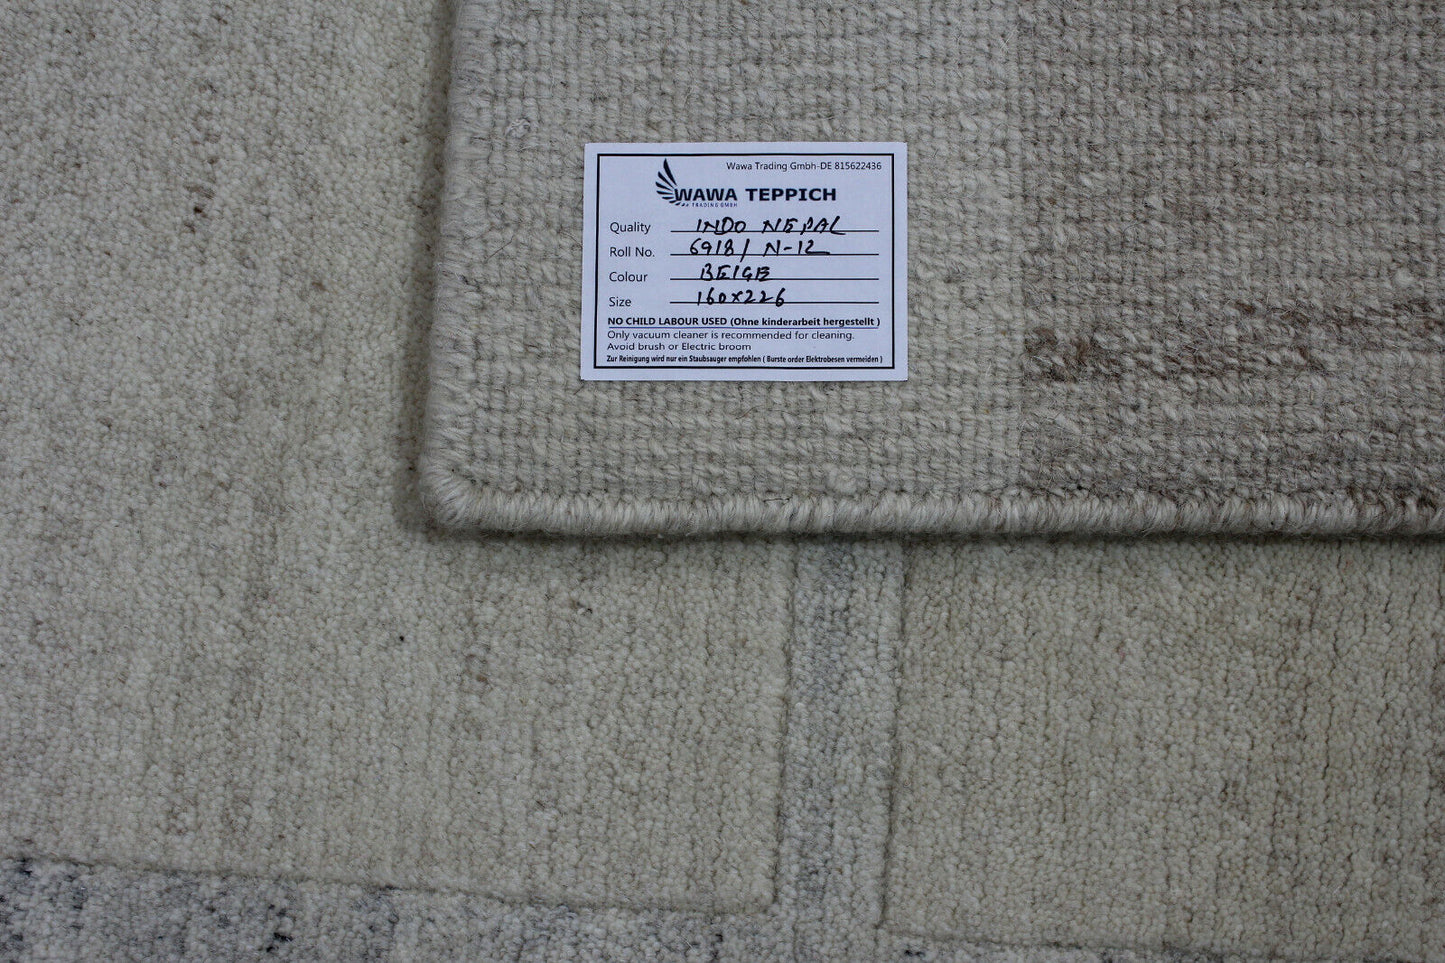 Wawa Trading Gmbh-DE 815622436
WAWA TEPPICH
TRADING GMBH
Quality INDO NEPAL
Roll No. 6918/ N-12
Colour BEIGE
Size 160x226
NO CHILD LABOUR USED (Ohne kinderarbeit hergestellt )
Only vacuum cleaner is recommended for cleaning.
Avoid brush or Electric broom
Zur Reinigung wird nur ein Staubsauger empfohlen ( Burste order Elektrobesen vermeiden )